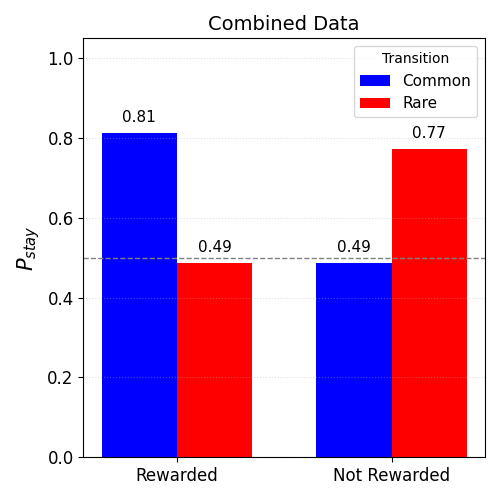 Combined Data
P_stay
1.0
0.8
0.6
0.4
0.2
0.0
Transition
Common
Rare
0.81
0.49
0.49
0.77
Rewarded
Not Rewarded